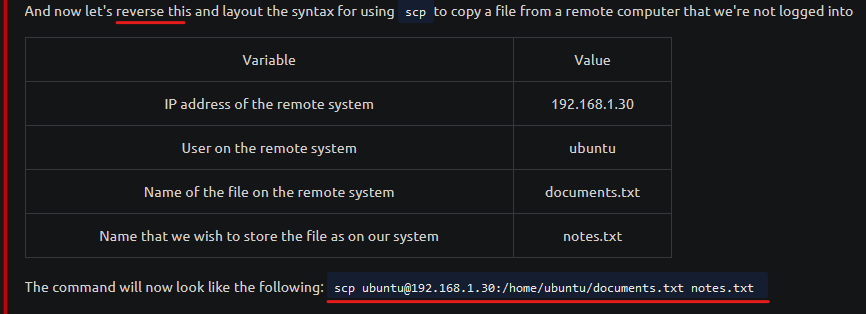 And now let's reverse this and layout the syntax for using scp to copy a file from a remote computer that we're not logged into
Variable Value
IP address of the remote system 192.168.1.30
User on the remote system ubuntu
Name of the file on the remote system documents.txt
Name that we wish to store the file as on our system notes.txt
The command will now look like the following: scp ubuntu@192.168.1.30:/home/ubuntu/documents.txt notes.txt